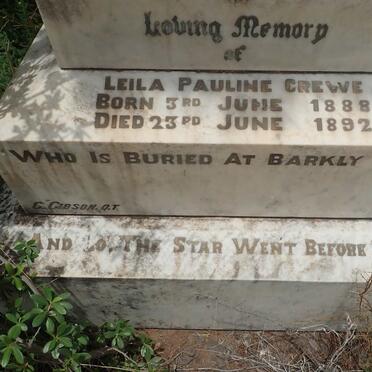 Loving Memory
of
LEILA PAULINE CREWE
BORN 3RD JUNE 1888
DIED 23RD JUNE 1892
WHO IS BURIED AT BARKLY
C. GIBSON. Q.T.
AND LO, THE STAR WENT BEFORE